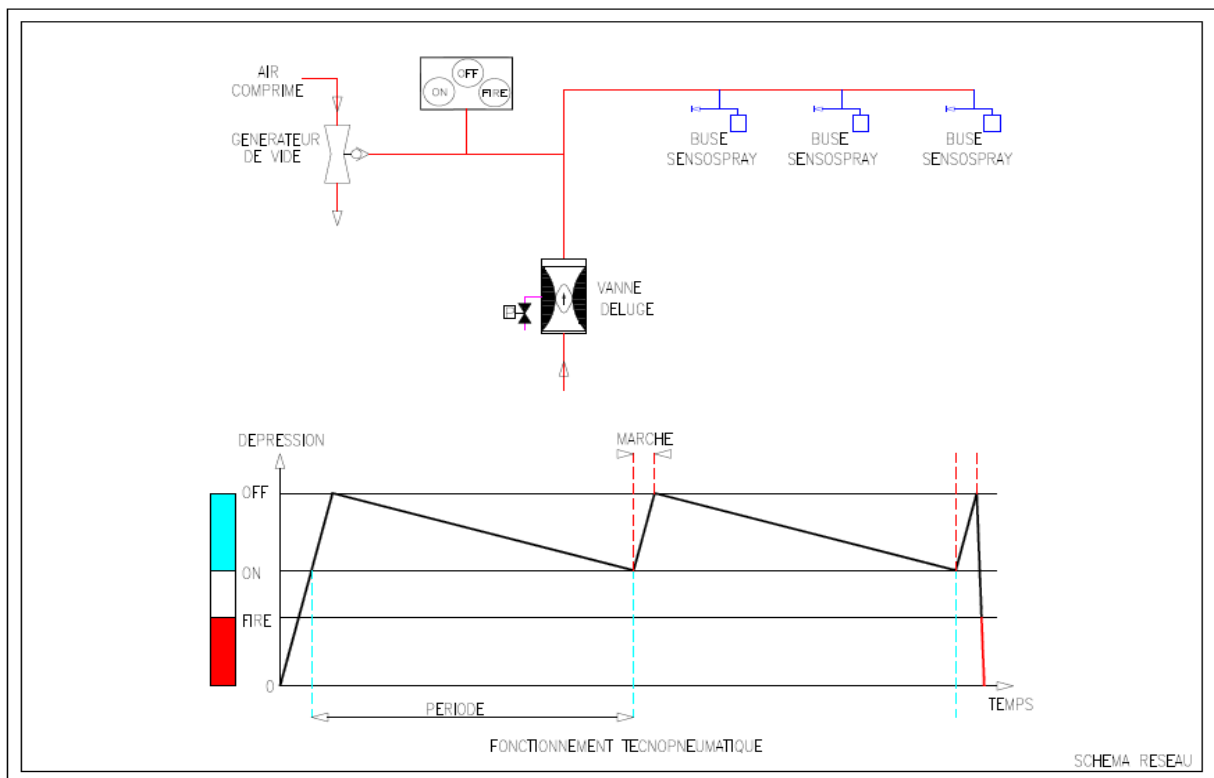 AIR
COMPRIME
OFF
ON
FIRE
GENERATEUR
DE VIDE
BUSE
SENSOSPRAY
BUSE
SENSOSPRAY
BUSE
SENSOSPRAY
VANNE
DELUGE
P
DEPRESSION
MARCHE
OFF
ON
FIRE
0
TEMPS
PERIODE
FONCTIONNEMENT TECNOPNEUMATIQUE
SCHEMA RESEAU